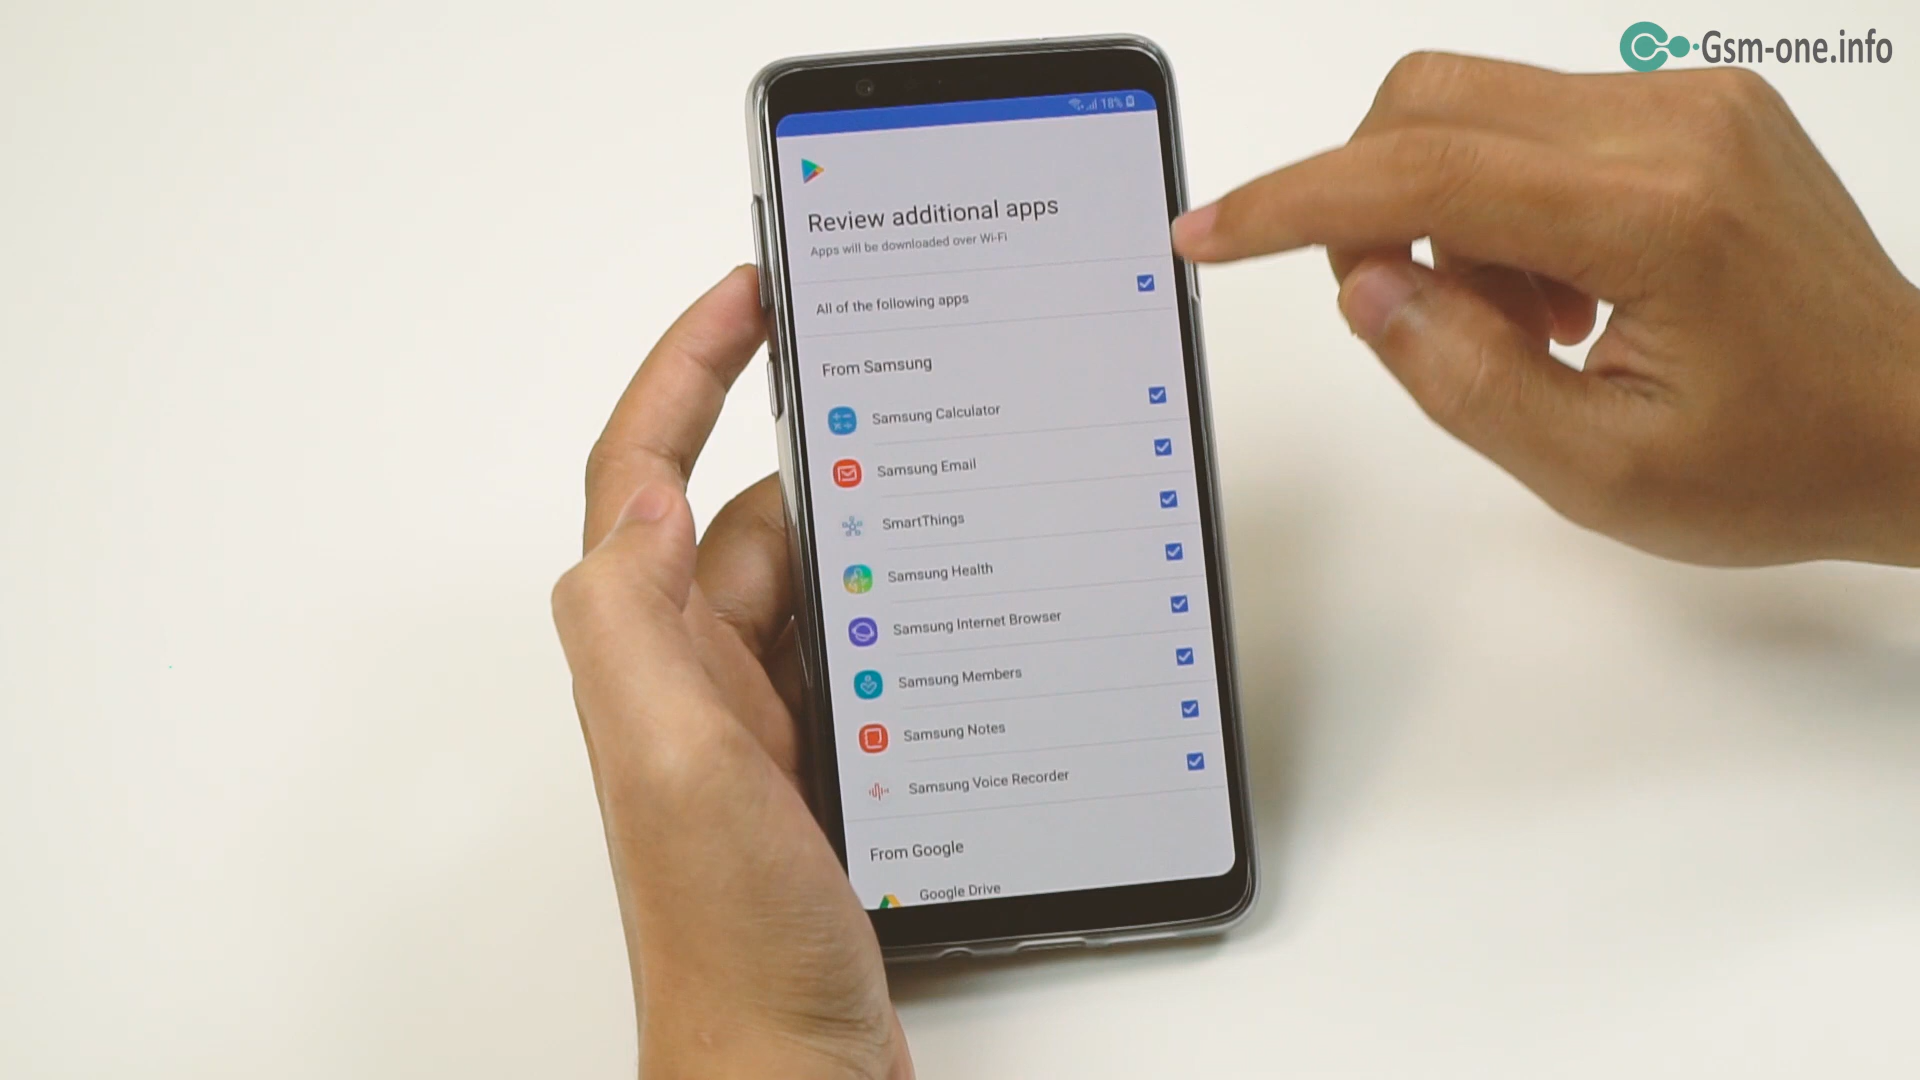 Gsm-one.info
18%
Review additional apps
Apps will be downloaded over Wi-Fi
All of the following apps
From Samsung
Samsung Calculator
Samsung Email
SmartThings
Samsung Health
Samsung Internet Browser
Samsung Members
Samsung Notes
Samsung Voice Recorder
From Google
Google Drive